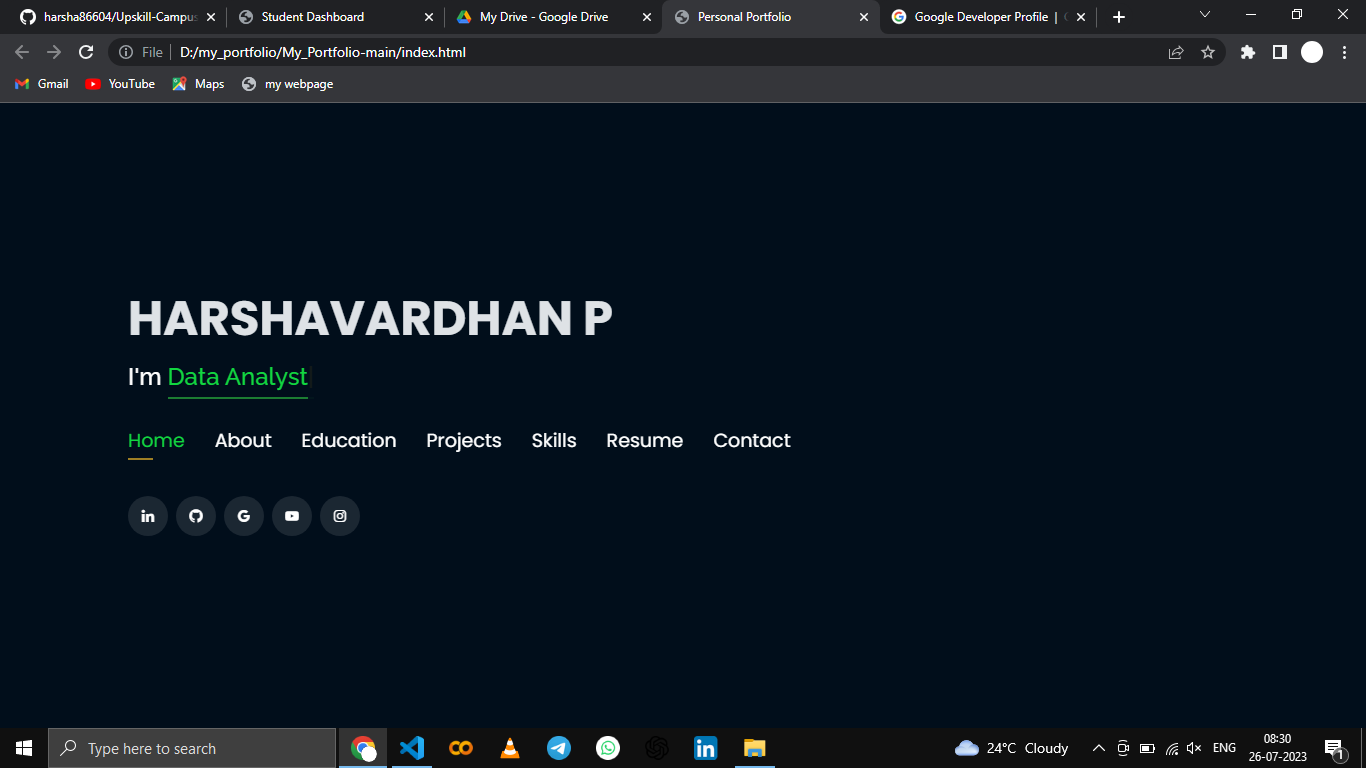 harsha86604/Upskill-Campus
Student Dashboard
My Drive - Google Drive
Personal Portfolio
Google Developer Profile |
File
D:/my_portfolio/My_Portfolio-main/index.html
Gmail
YouTube
Maps
my webpage
HARSHAVARDHAN P
I'm Data Analyst
Home About Education Projects Skills Resume Contact
Type here to search
24°C Cloudy
ENG
08:30
26-07-2023
1